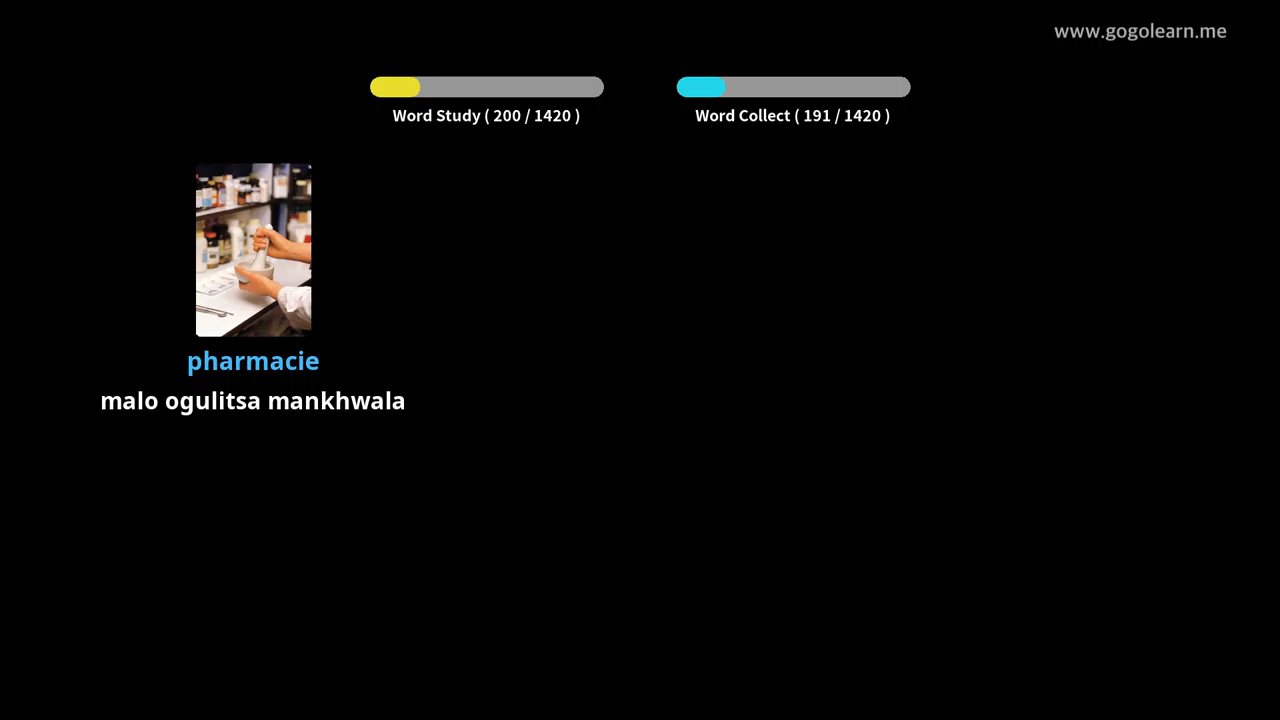 www.gogolearn.me
Word Study ( 200 / 1420 )
Word Collect ( 191 / 1420 )
pharmacie
malo ogulitsa mankhwala